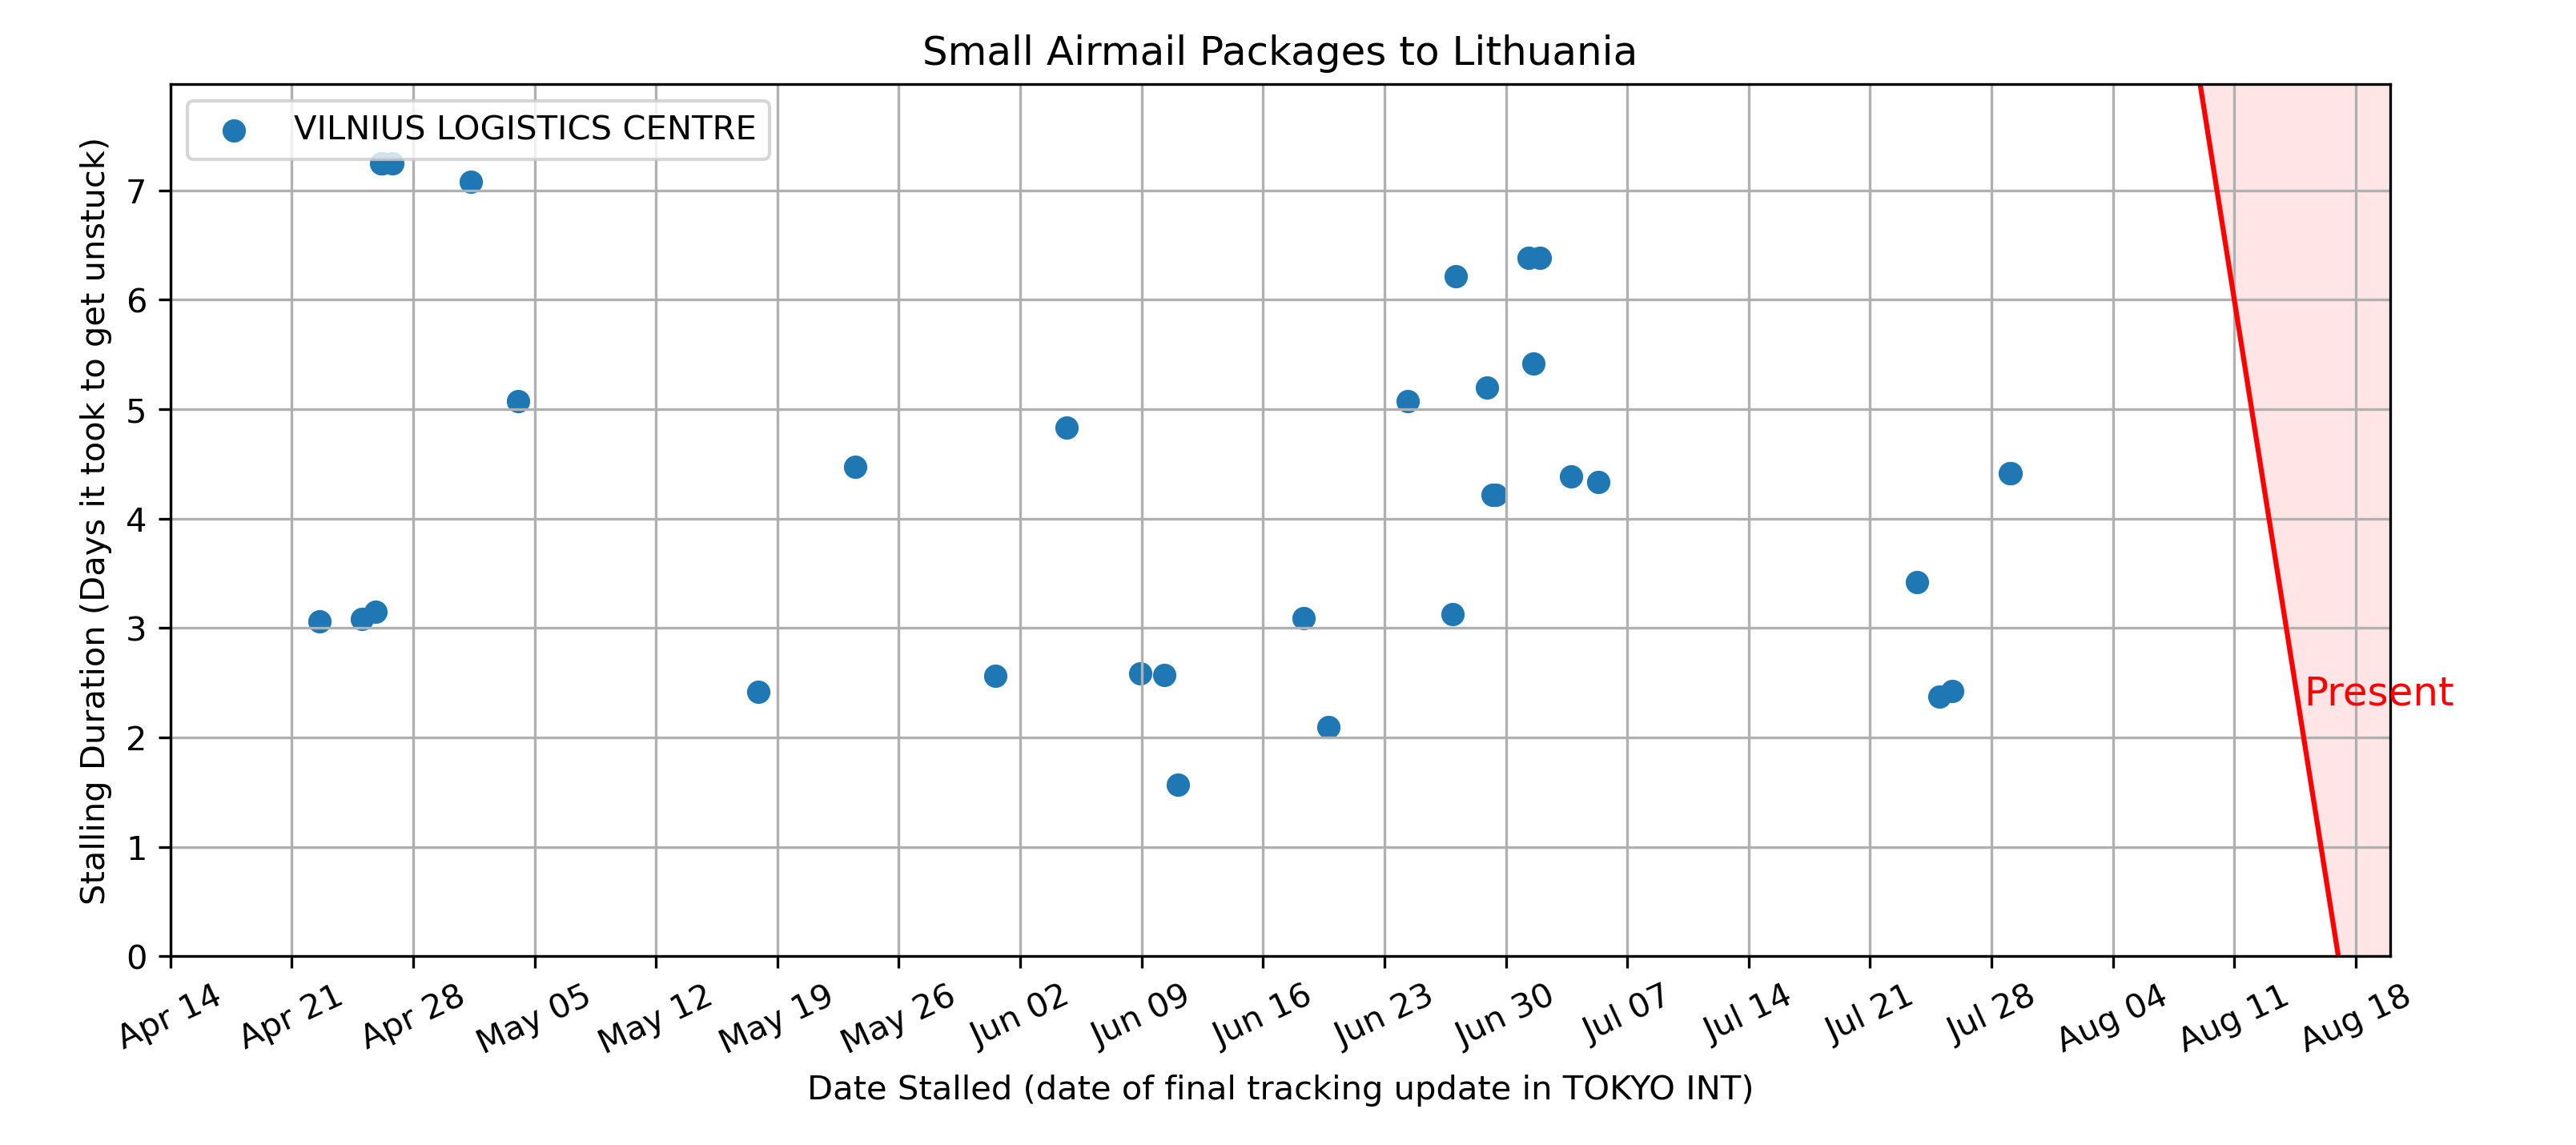 Small Airmail Packages to Lithuania
VILNIUS LOGISTICS CENTRE
Stalling Duration (Days it took to get unstuck)
7
6
5
4
3
2
1
0
Present
Apr 14
Apr 21
Apr 28
May 05
May 12
May 19
May 26
Jun 02
Jun 09
Jun 16
Jun 23
Jun 30
Jul 07
Jul 14
Jul 21
Jul 28
Aug 04
Aug 11
Aug 18
Date Stalled (date of final tracking update in TOKYO INT)